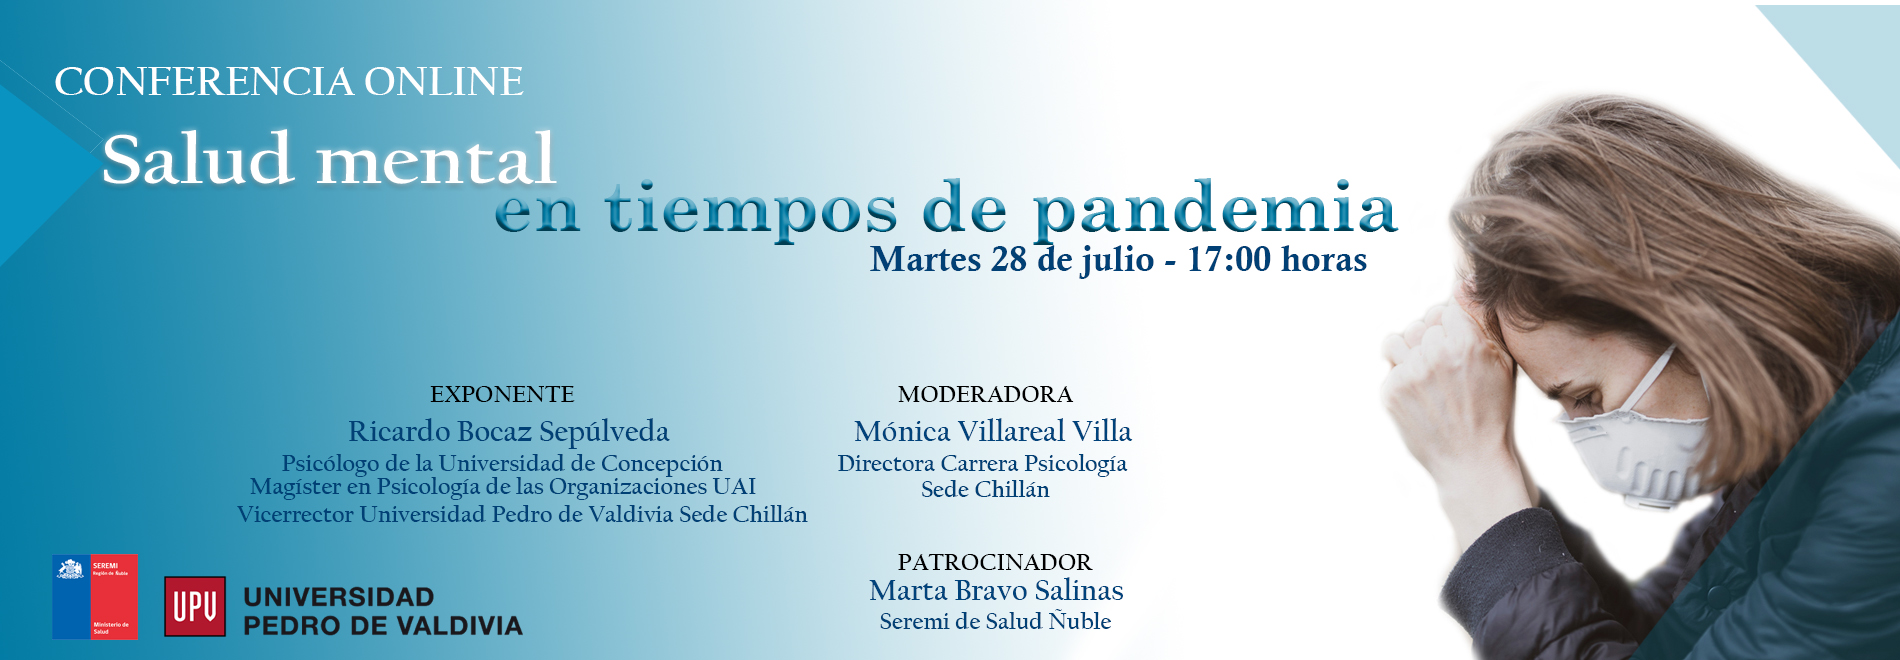 CONFERENCIA ONLINE
Salud mental
en tiempos de pandemia
Martes 28 de julio - 17:00 horas
EXPONENTE
Ricardo Bocaz Sepúlveda
Psicólogo de la Universidad de Concepción
Magíster en Psicología de las Organizaciones UAI
Vicerrector Universidad Pedro de Valdivia Sede Chillán
MODERADORA
Mónica Villareal Villa
Directora Carrera Psicología
Sede Chillán
PATROCINADOR
Marta Bravo Salinas
Seremi de Salud Ñuble
SEREMI
Región de Ñuble
Ministerio de
Salud
UPV
UNIVERSIDAD
PEDRO DE VALDIVIA